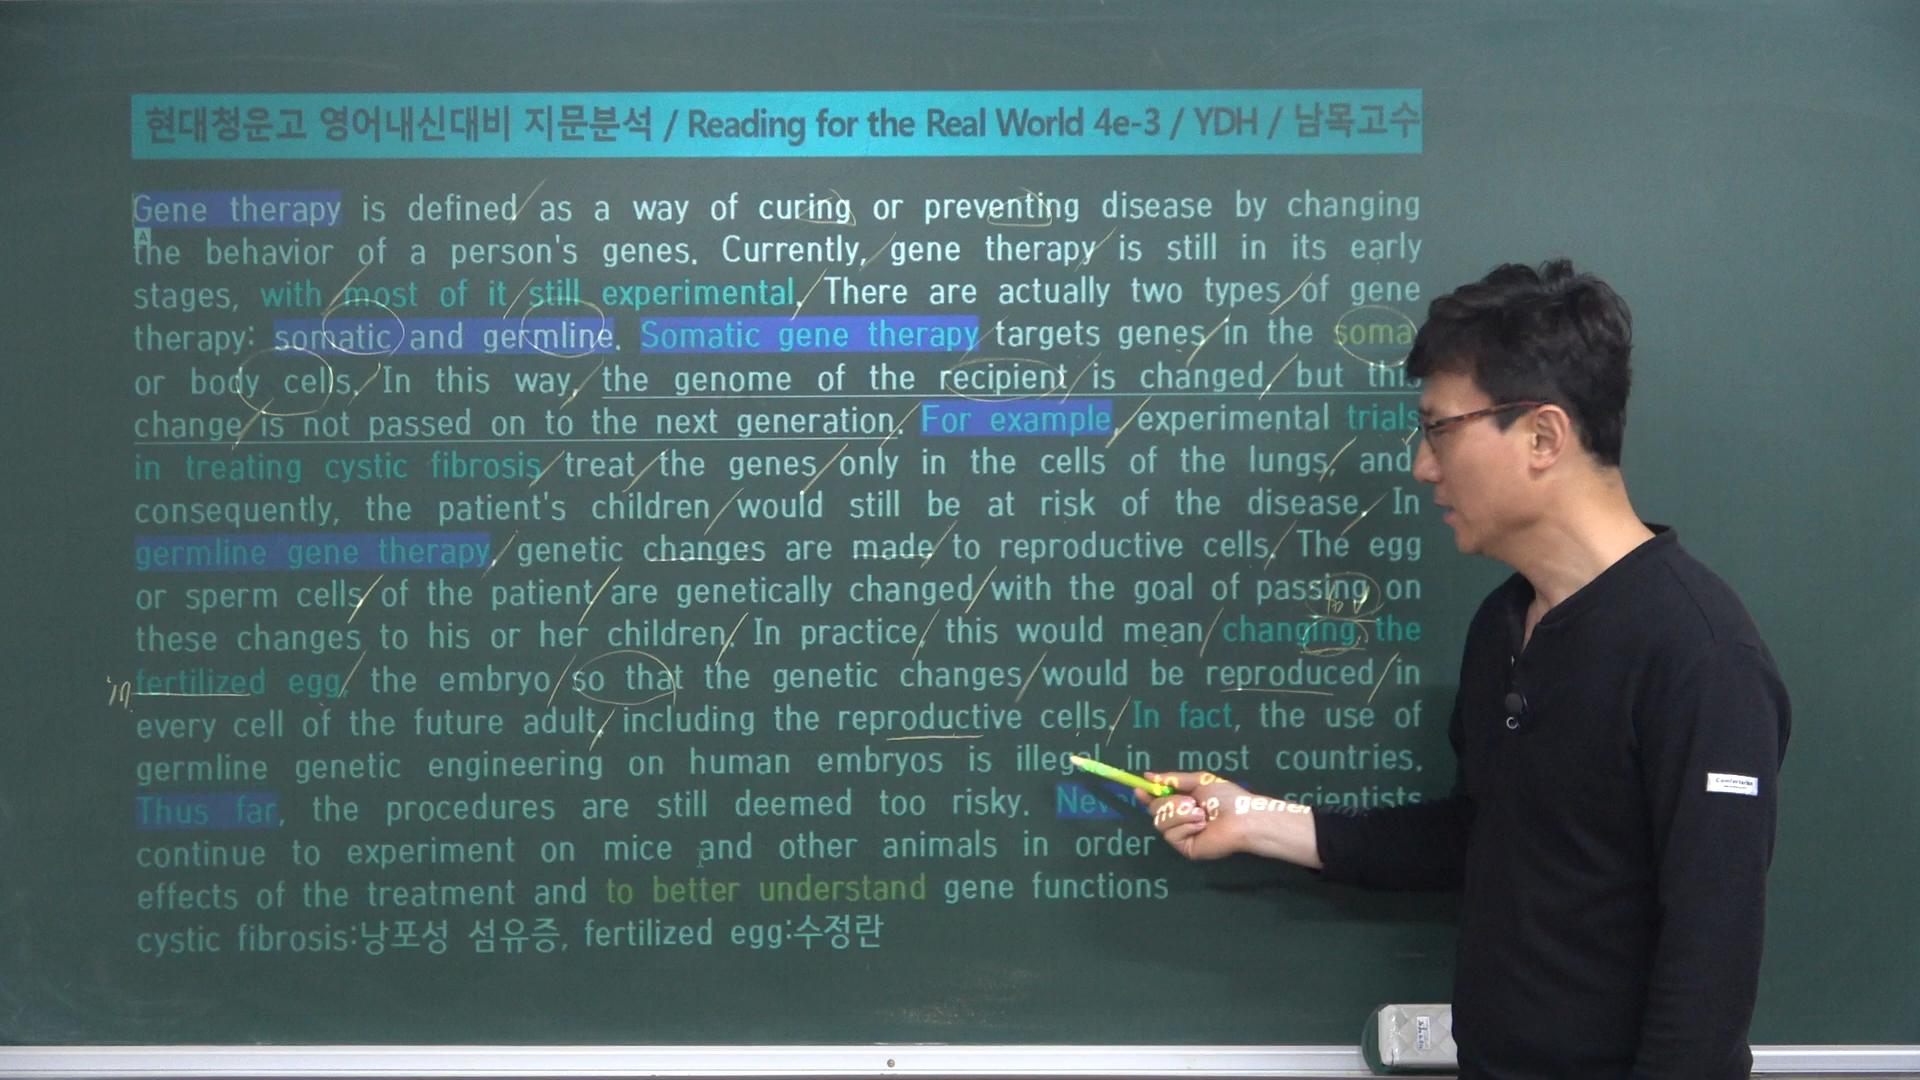 현대청운고 영어내신대비 지문분석 / Reading for the Real World 4e-3 / YDH / 남목고수
Gene therapy is defined as a way of curing or preventing disease by changing
the behavior of a person's genes. Currently, gene therapy is still in its early
stages, with most of it still experimental. There are actually two types of gene
therapy: somatic and germline. Somatic gene therapy targets genes in the soma
or body cells. In this way, the genome of the recipient is changed, but this
change is not passed on to the next generation. For example, experimental trials
in treating cystic fibrosis treat the genes only in the cells of the lungs, and
consequently, the patient's children would still be at risk of the disease. In
germline gene therapy, genetic changes are made to reproductive cells. The egg
or sperm cells of the patient are genetically changed with the goal of passing on
these changes to his or her children. In practice, this would mean changing the
in fertilized egg, the embryo so that the genetic changes would be reproduced in
every cell of the future adult, including the reproductive cells. In fact, the use of
germline genetic engineering on human embryos is illegal in most countries.
Thus far, the procedures are still deemed too risky. scientists
continue to experiment on mice and other animals in order to
effects of the treatment and to better understand gene functions
more gener
cystic fibrosis:낭포성 섬유증, fertilized egg:수정란